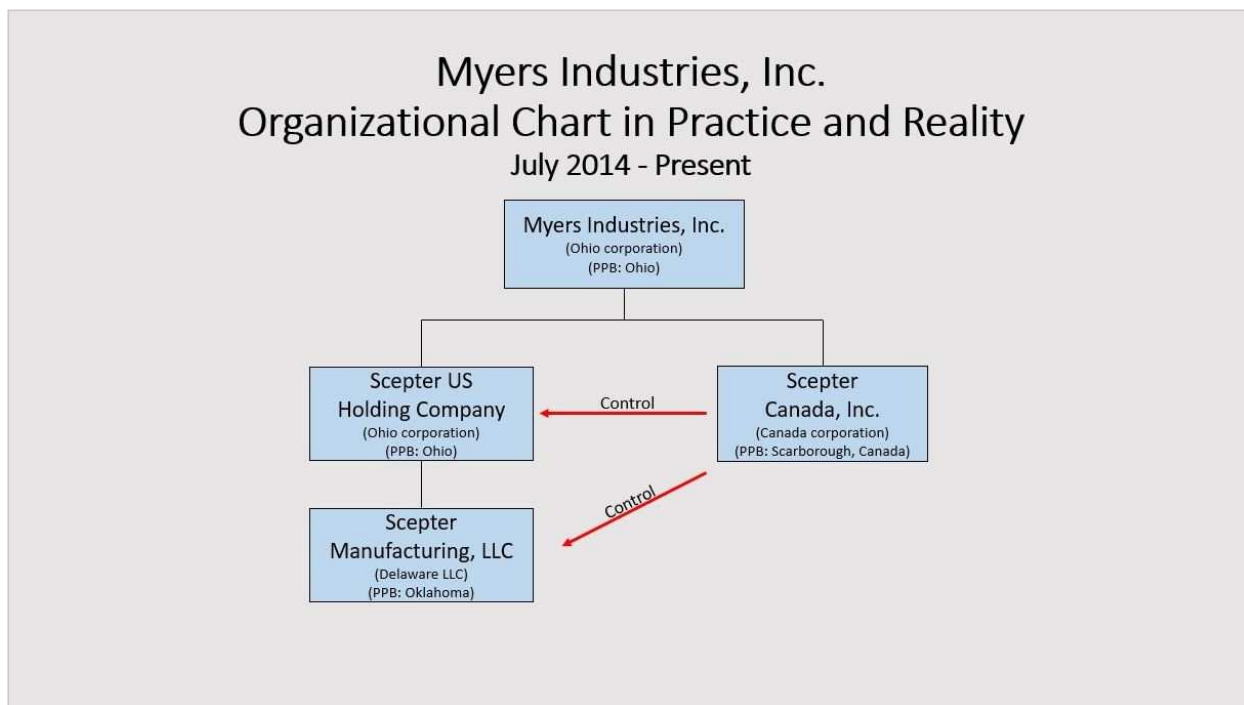 Myers Industries, Inc.
Organizational Chart in Practice and Reality
July 2014 - Present
Myers Industries, Inc.
(Ohio corporation)
(PPB: Ohio)
Scepter US
Holding Company
(Ohio corporation)
(PPB: Ohio)
Control
Scepter
Canada, Inc.
(Canada corporation)
(PPB: Scarborough, Canada)
Control
Scepter
Manufacturing, LLC
(Delaware LLC)
(PPB: Oklahoma)